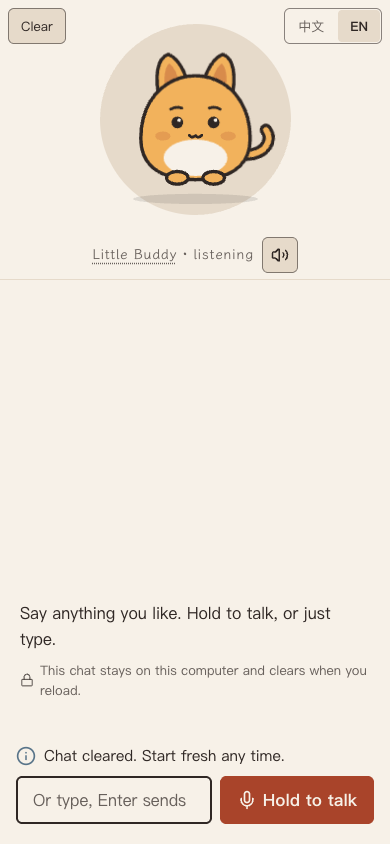 Clear
中文
EN
Little Buddy • listening
Say anything you like. Hold to talk, or just
type.
This chat stays on this computer and clears when you
reload.
Chat cleared. Start fresh any time.
Or type, Enter sends
Hold to talk